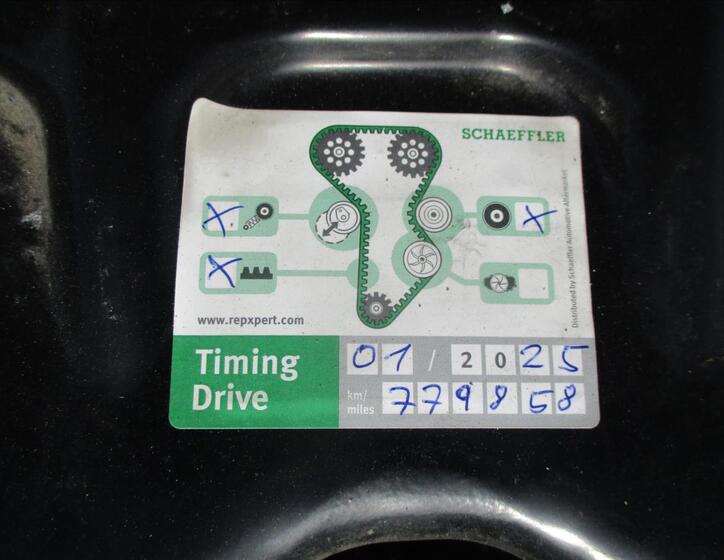 SCHAEFFLER
X
X
X
Distributed by Schaeffler Automotive Aftermarket
www.repxpert.com
Timing
Drive
01 / 2025
km/
miles
779858